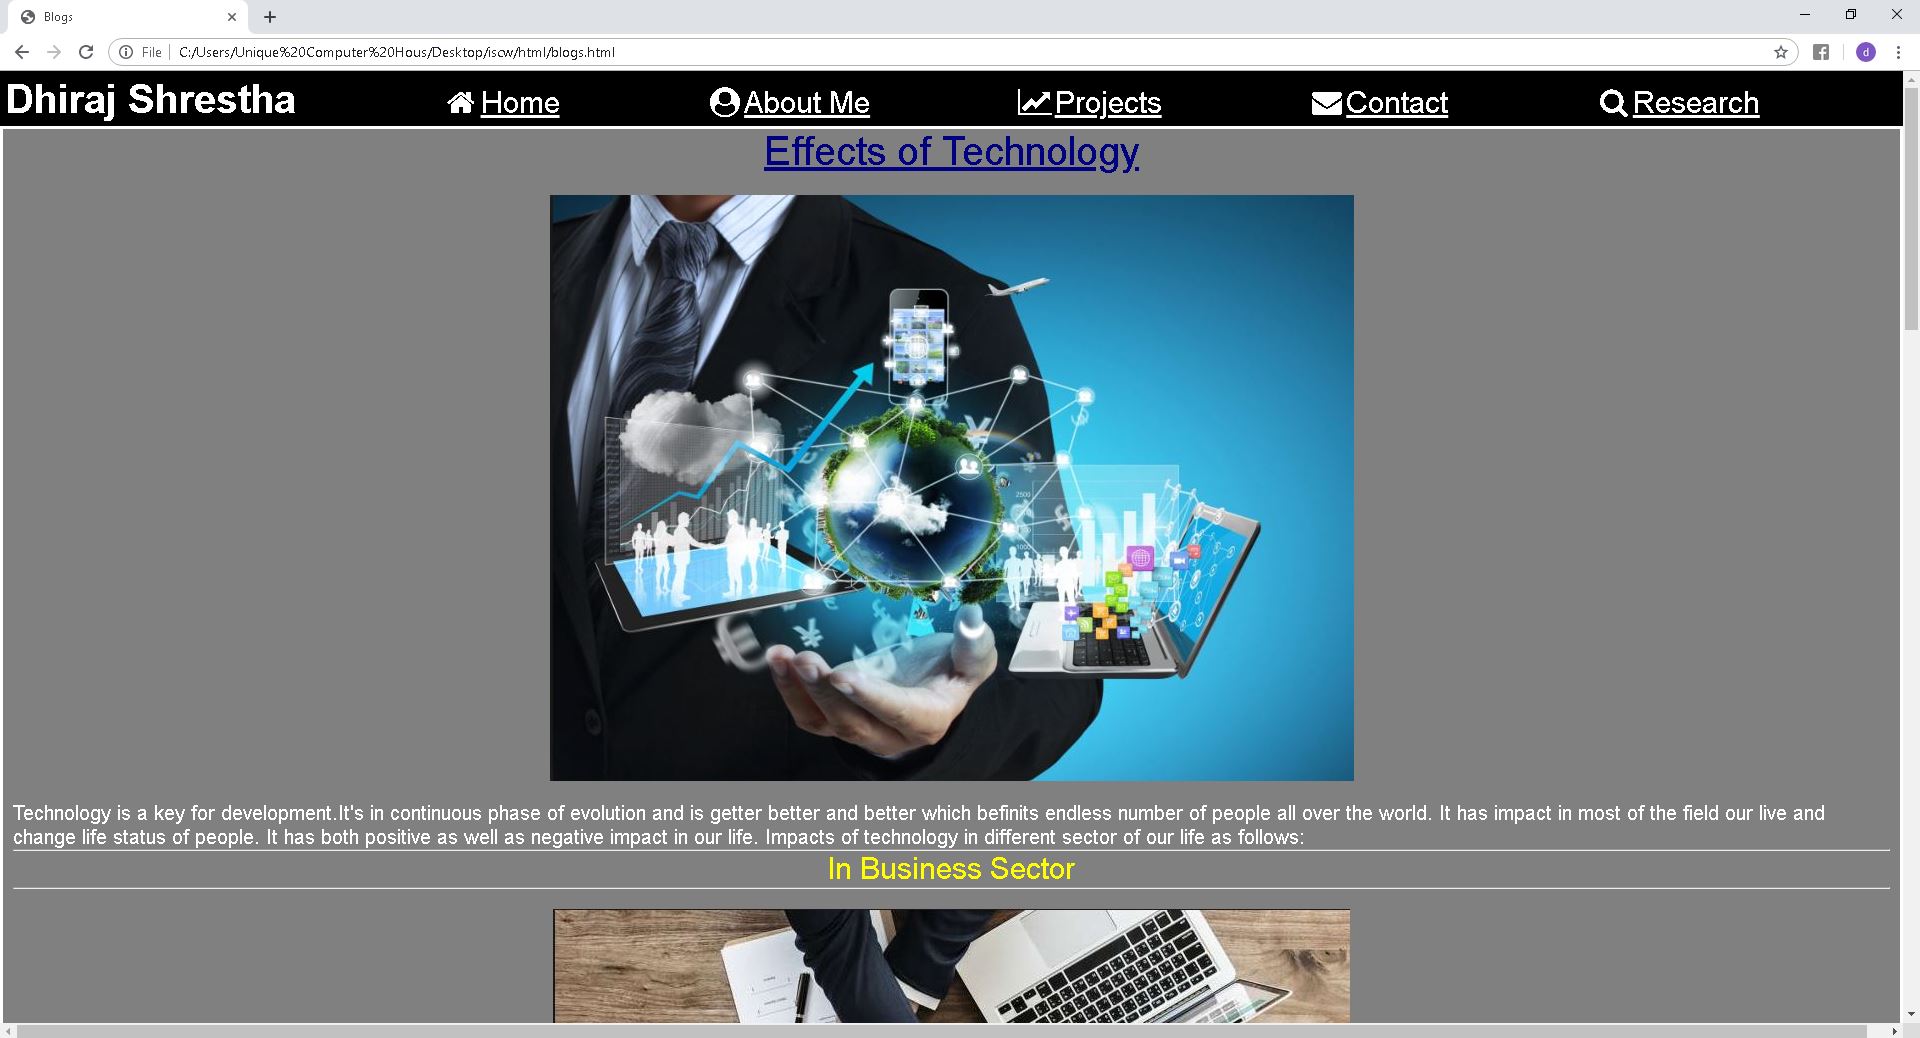 Blogs
File C:/Users/Unique%20Computer%20Hous/Desktop/iscw/html/blogs.html
d
Dhiraj Shrestha Home About Me Projects Contact Research
Effects of Technology
2500
1000
Technology is a key for development.It's in continuous phase of evolution and is getter better and better which befinits endless number of people all over the world. It has impact in most of the field our live and
change life status of people. It has both positive as well as negative impact in our life. Impacts of technology in different sector of our life as follows:
In Business Sector